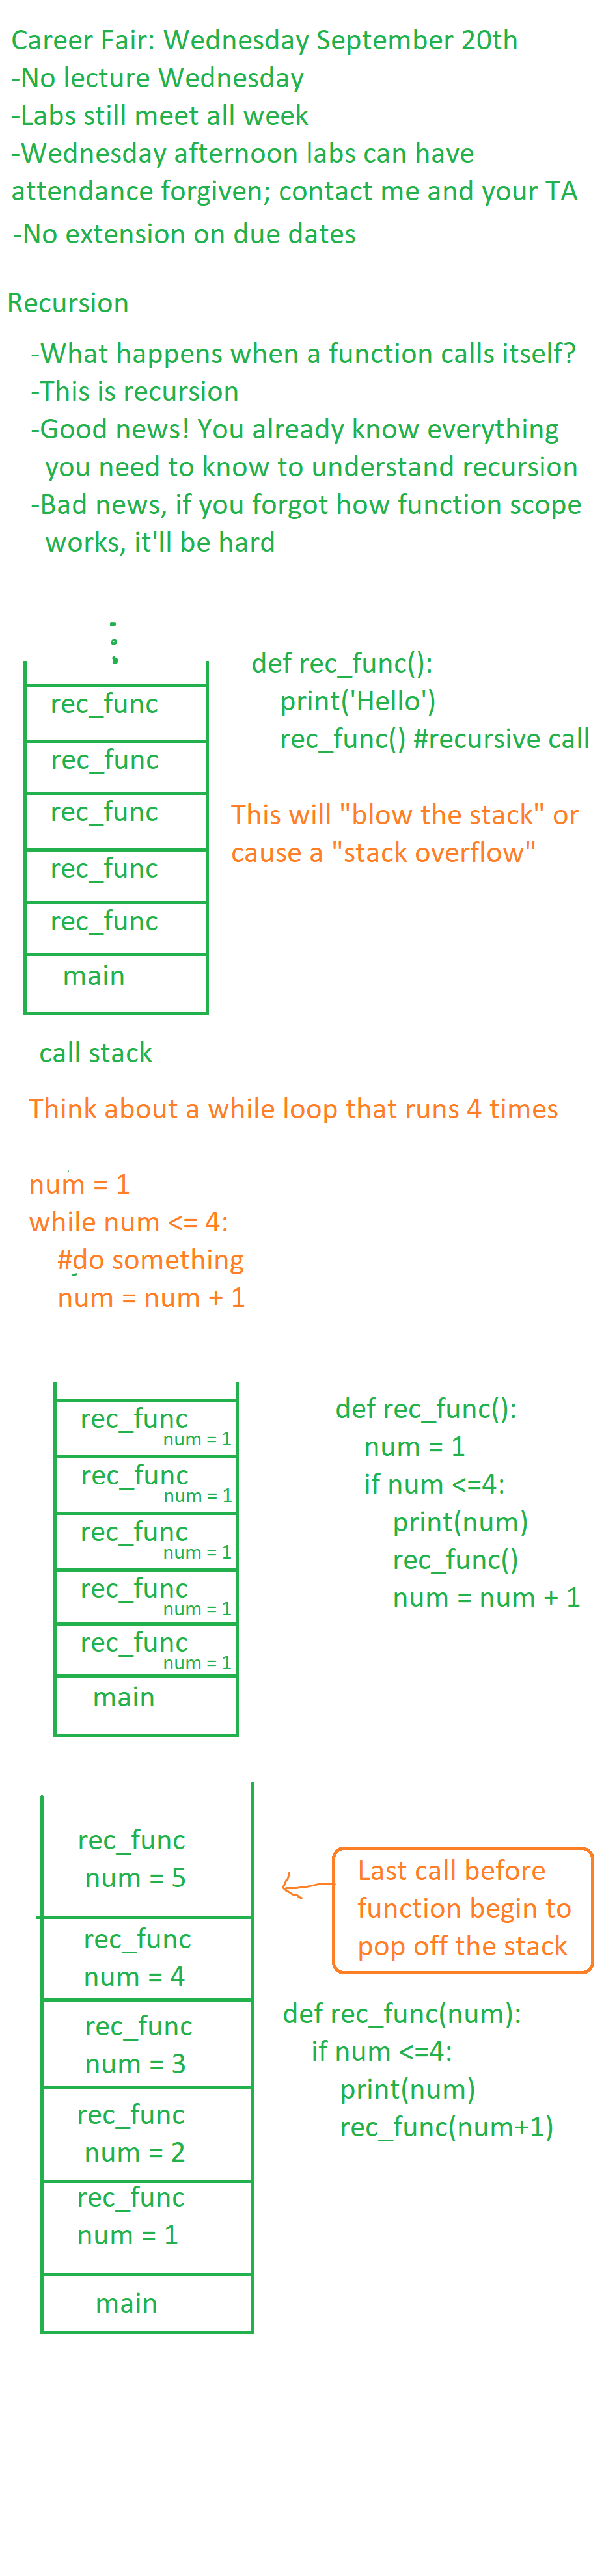 Career Fair: Wednesday September 20th
-No lecture Wednesday
-Labs still meet all week
-Wednesday afternoon labs can have
attendance forgiven; contact me and your TA
-No extension on due dates
Recursion
-What happens when a function calls itself?
-This is recursion
-Good news! You already know everything
you need to know to understand recursion
-Bad news, if you forgot how function scope
works, it'll be hard
def rec_func():
print('Hello')
rec_func() #recursive call
This will "blow the stack" or
cause a "stack overflow"
rec_func
rec_func
rec_func
rec_func
rec_func
main
call stack
Think about a while loop that runs 4 times
num = 1
while num <= 4:
#do something
num = num + 1
rec_func
num = 1
rec_func
num = 1
rec_func
num = 1
rec_func
num = 1
rec_func
num = 1
main
def rec_func():
num = 1
if num <=4:
print(num)
rec_func()
num = num + 1
rec_func
num = 5
rec_func
num = 4
rec_func
num = 3
rec_func
num = 2
rec_func
num = 1
main
Last call before
function begin to
pop off the stack
def rec_func(num):
if num <=4:
print(num)
rec_func(num+1)